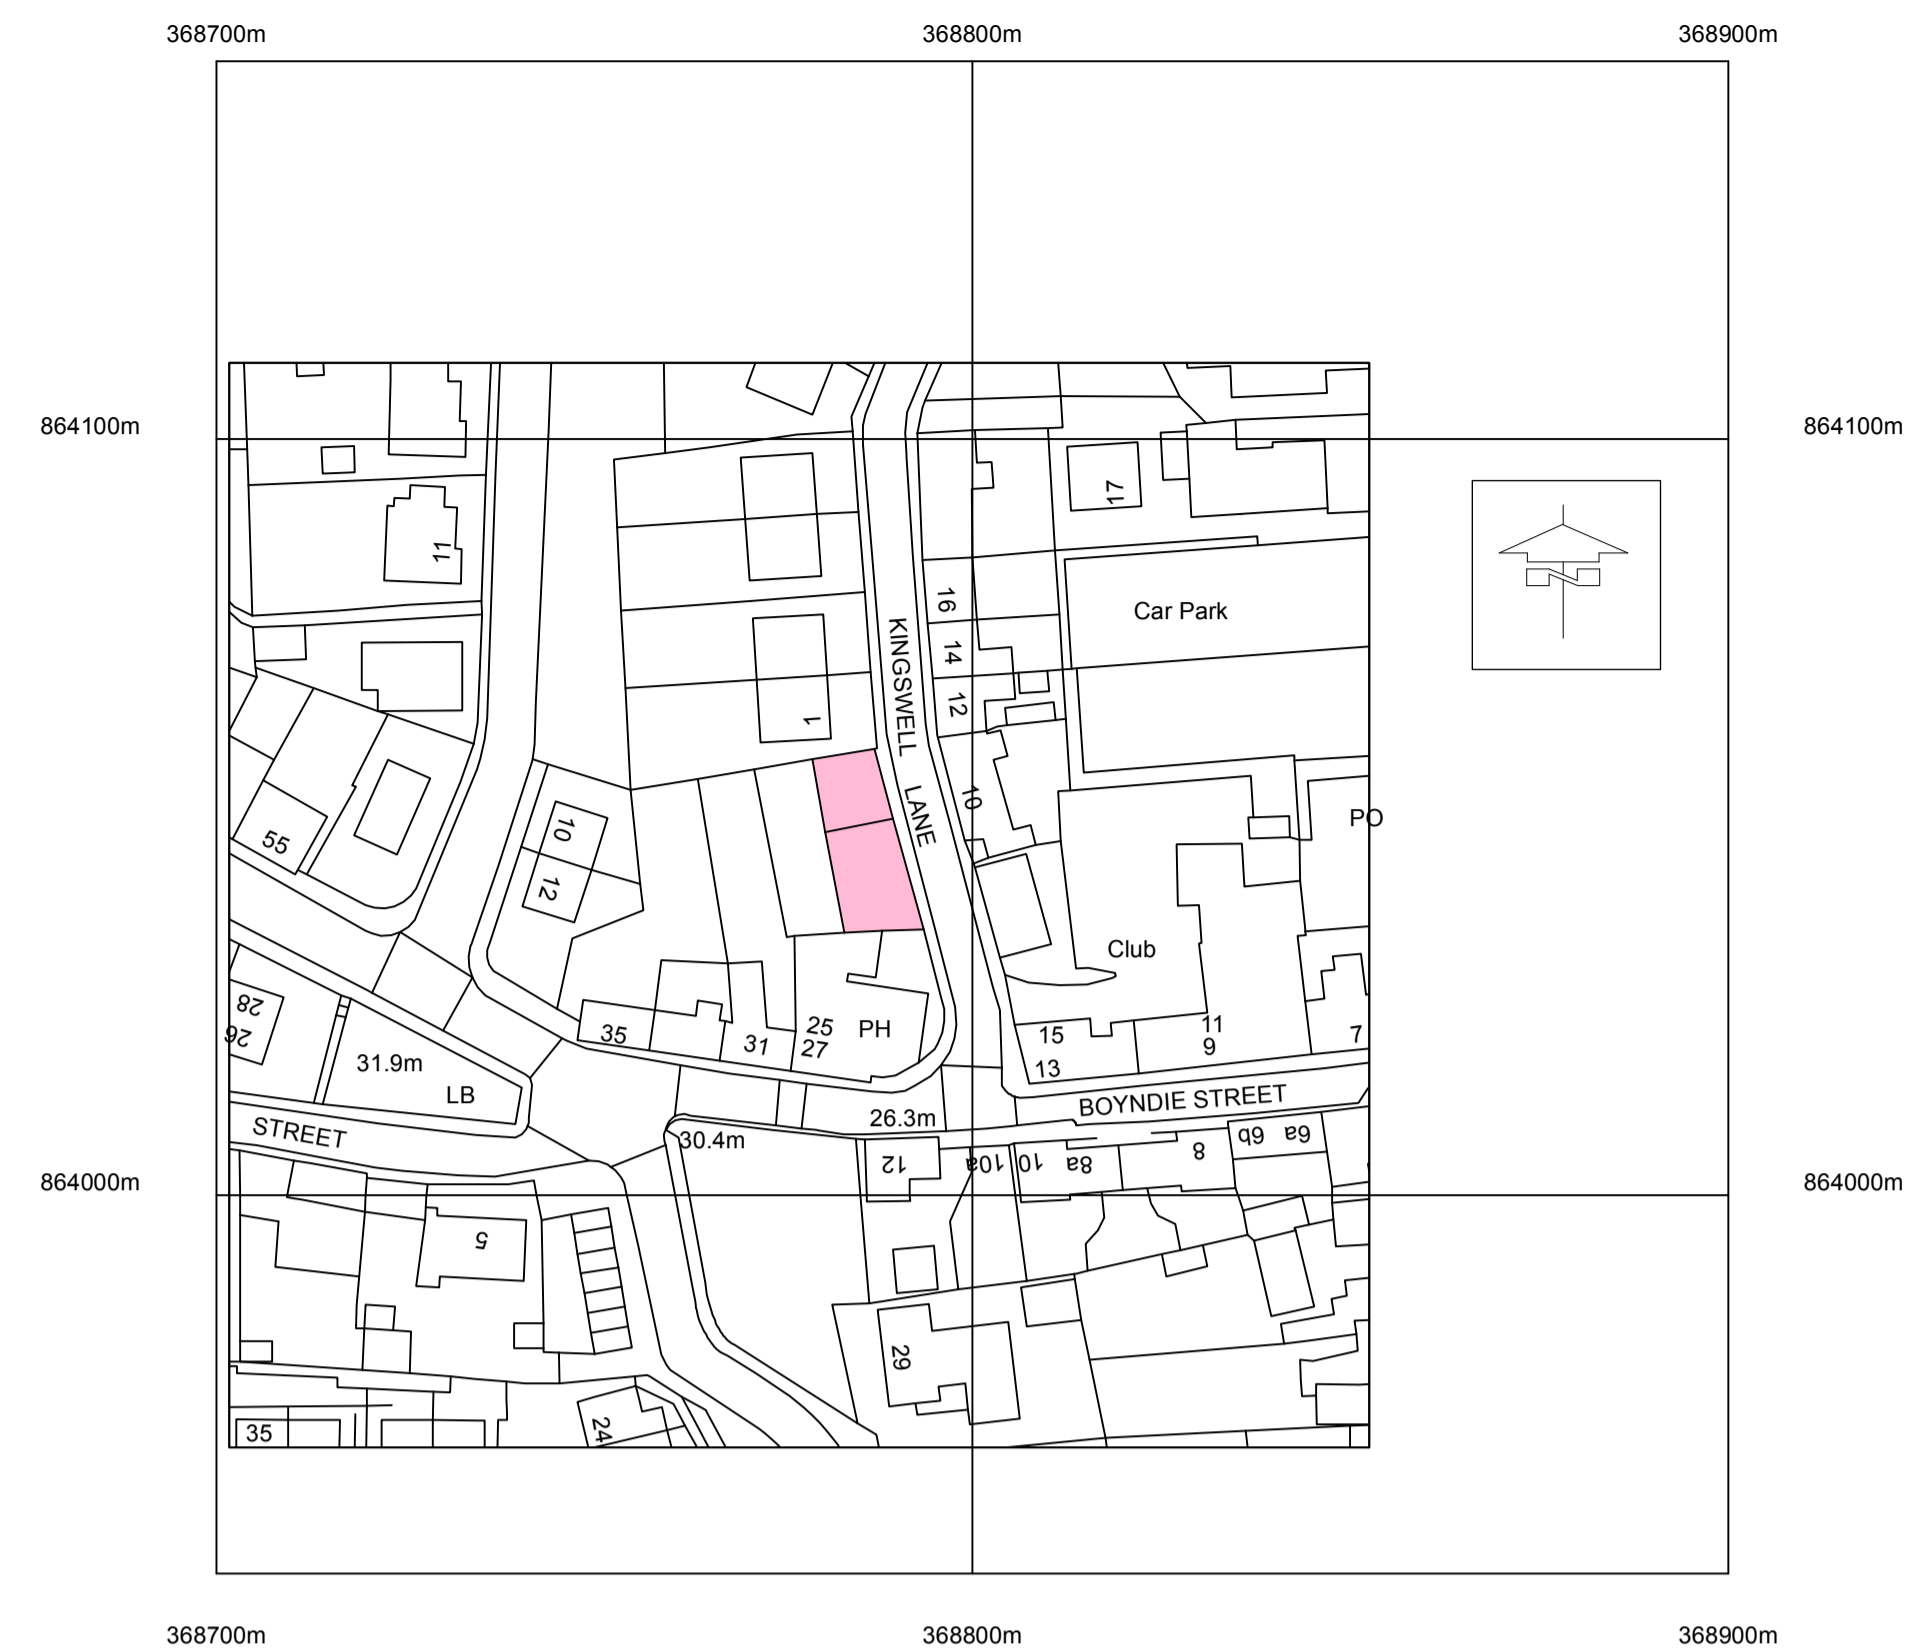 368700m 368800m 368900m
864100m 864100m
17
11
16
KINGSWELL LANE
Car Park
14
12
1
10
PO
10
55
12
Club
28
26
35
25
PH
31
27
15
11
9
7
13
31.9m
LB
BOYNDIE STREET
26.3m
STREET
30.4m
12
10a
10
8a
8
6b
6a
864000m 864000m
5
29
24
35
N
368700m 368800m 368900m